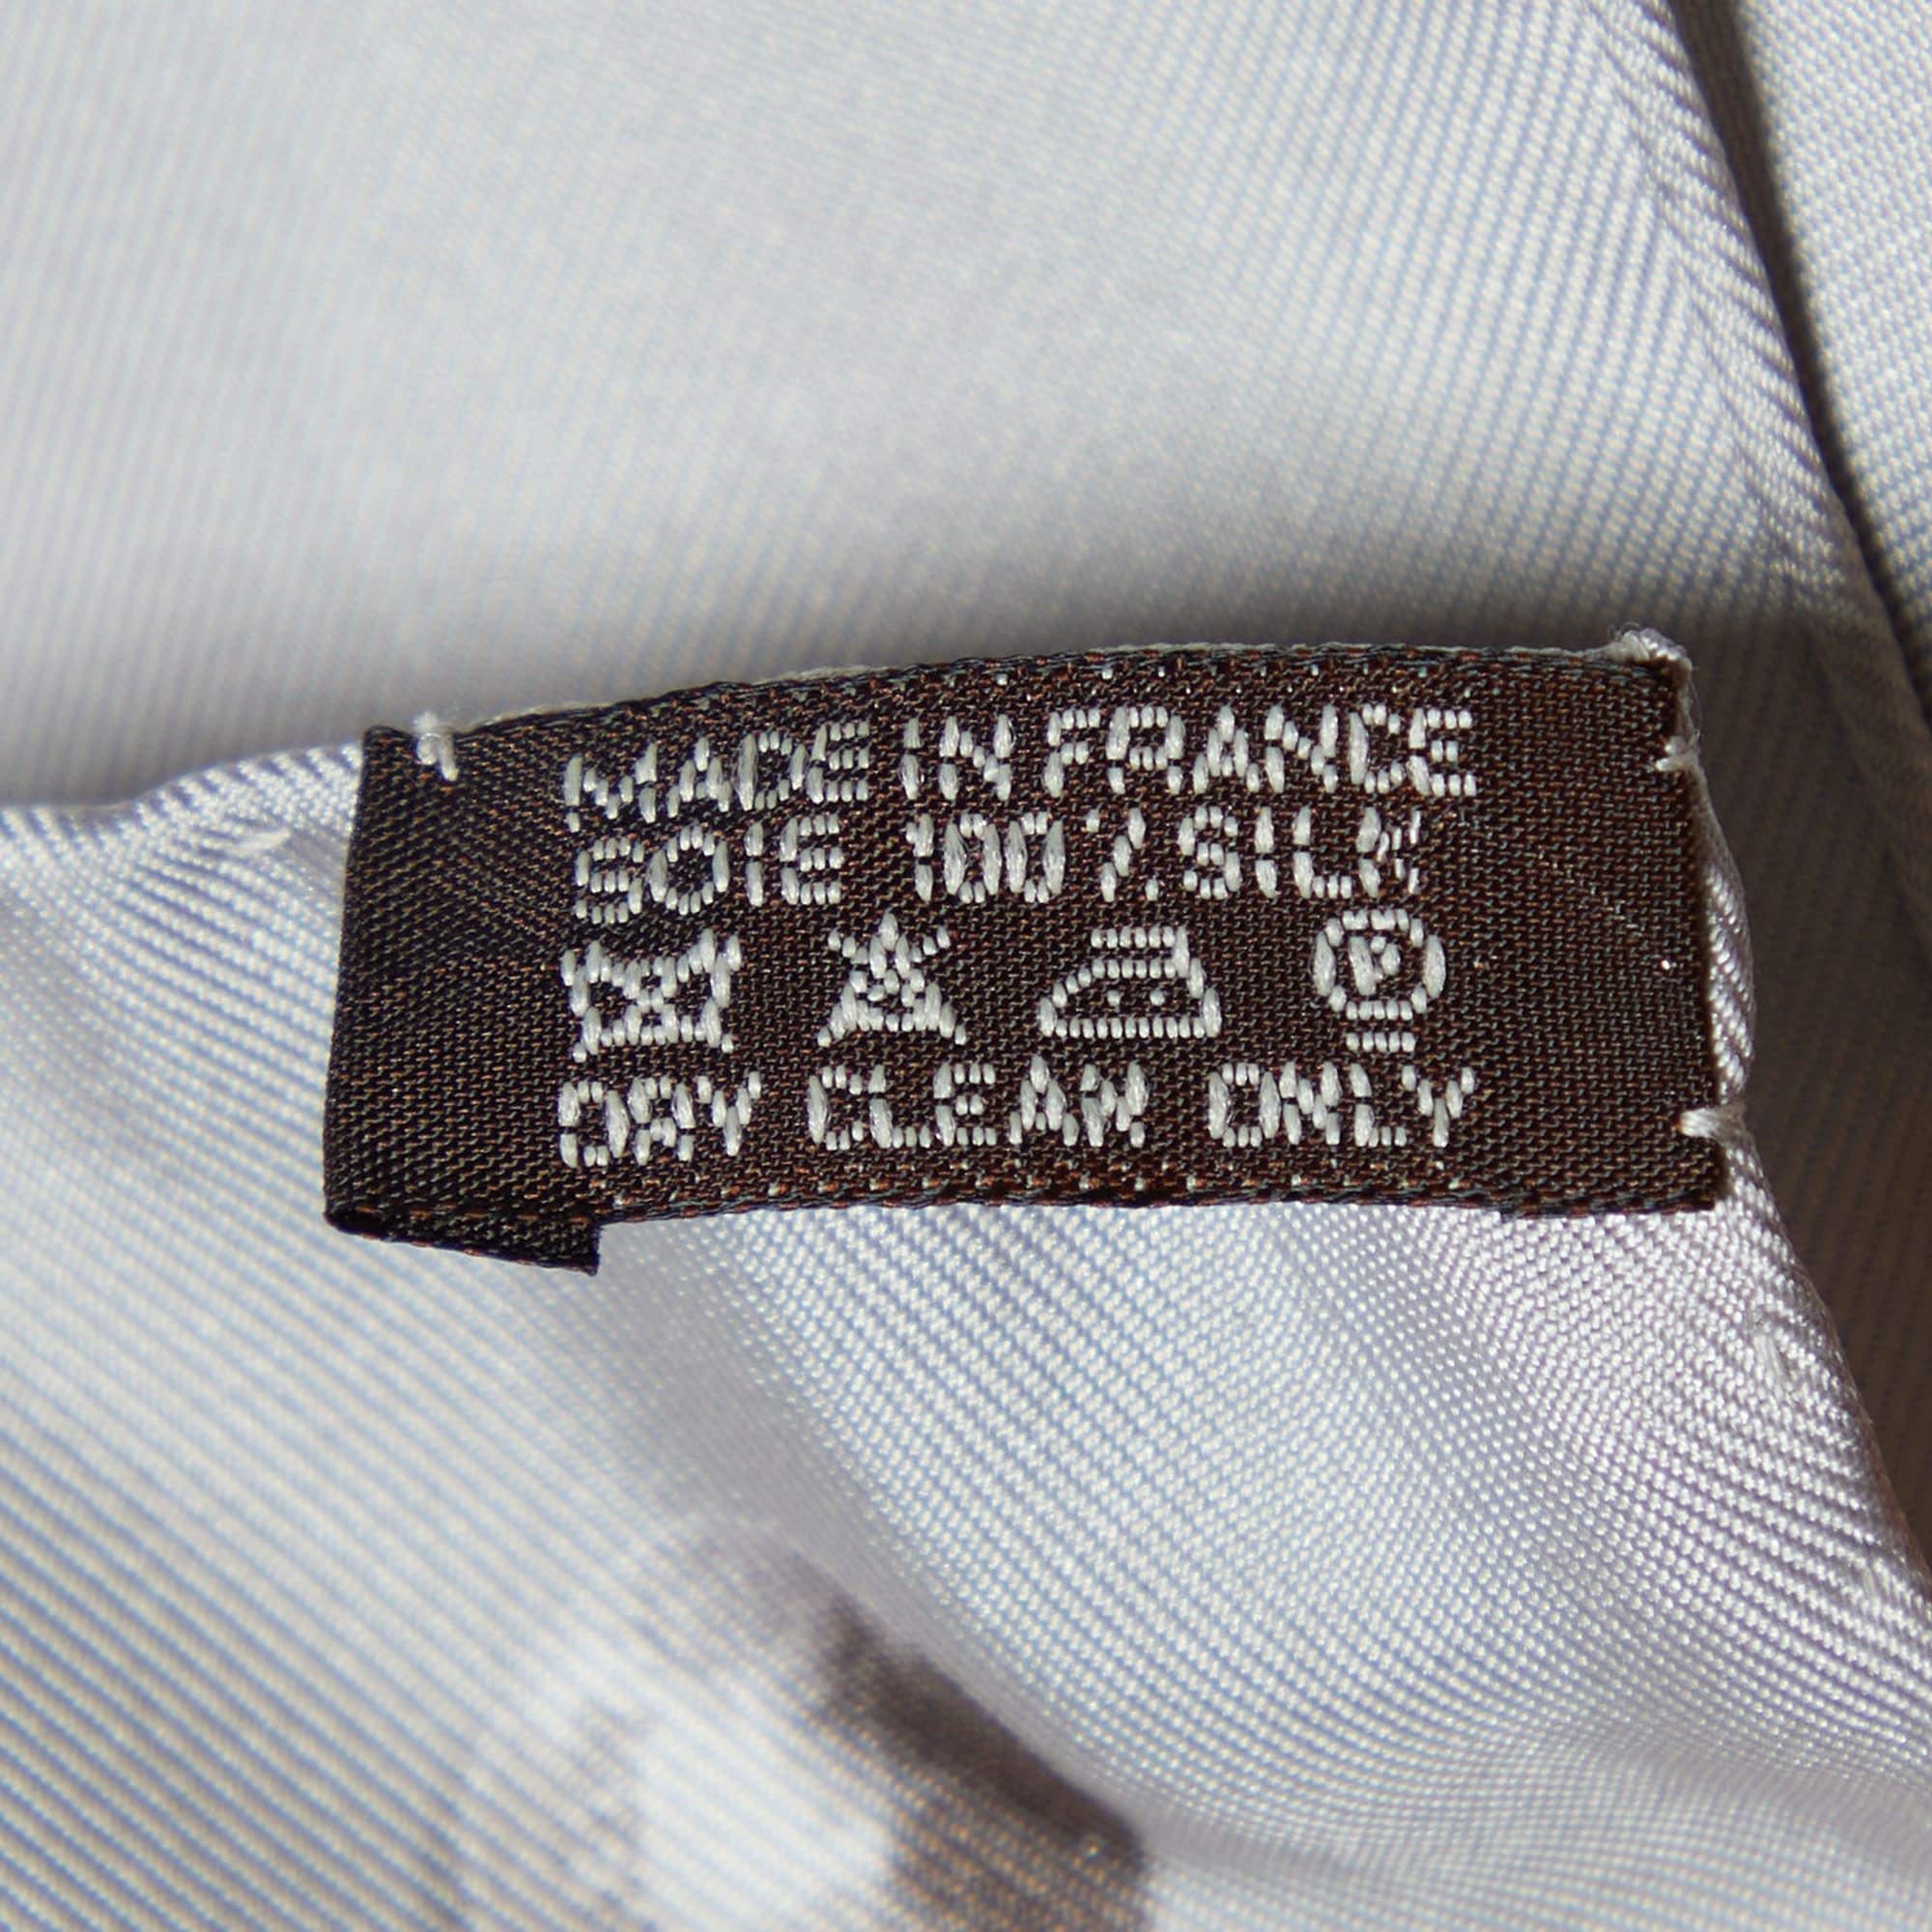 MADE IN FRANCE
SOIE 100% SILK
P
DRY CLEAN ONLY